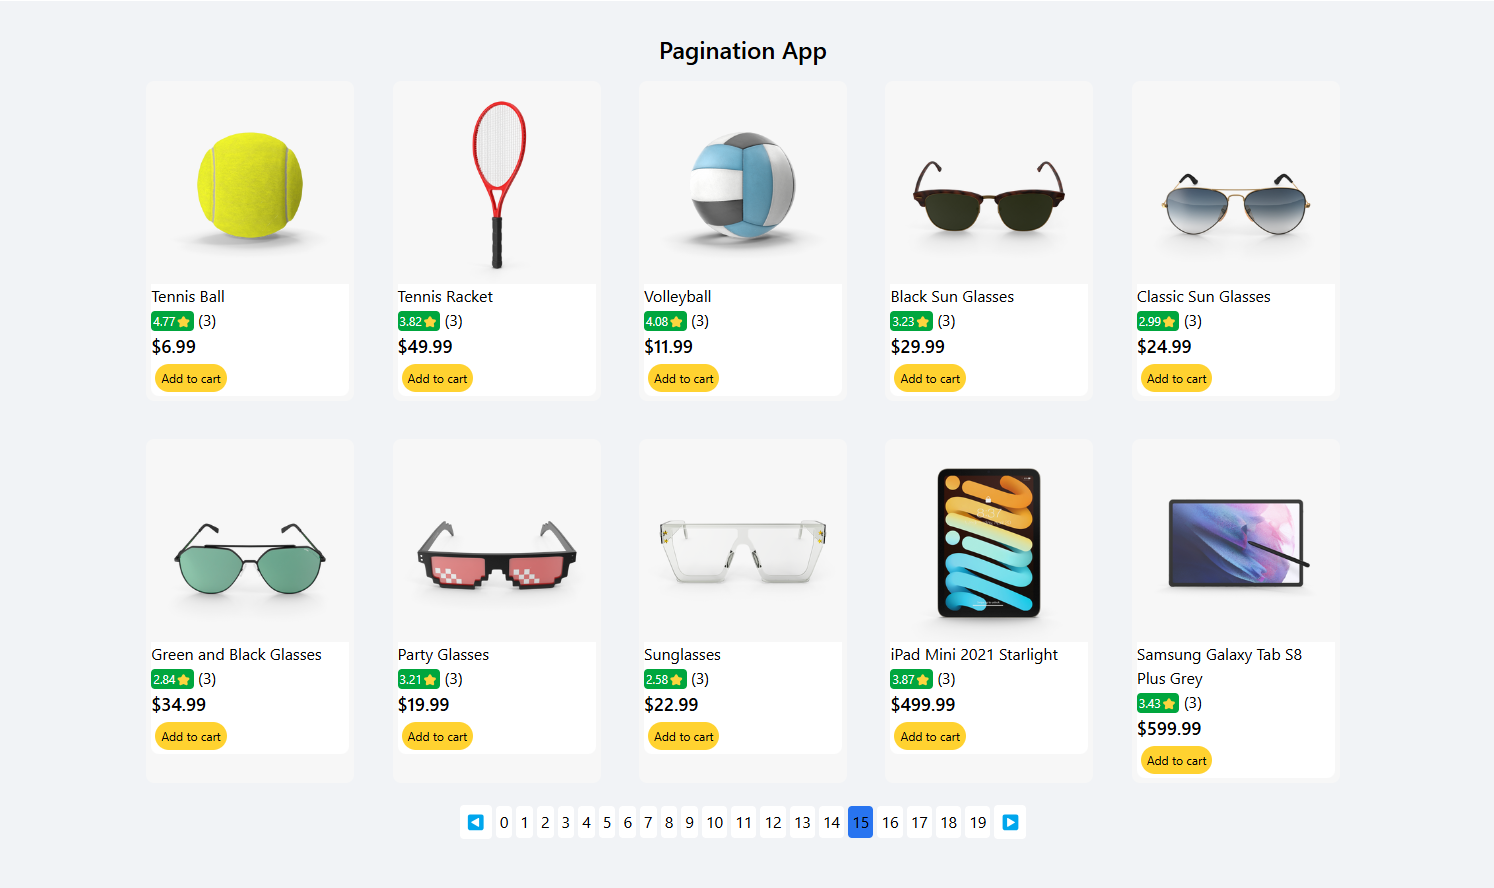 Pagination App
Tennis Ball
4.77⭐ (3)
$6.99
Add to cart
Tennis Racket
3.82⭐ (3)
$49.99
Add to cart
Volleyball
4.08⭐ (3)
$11.99
Add to cart
Black Sun Glasses
3.23⭐ (3)
$29.99
Add to cart
Classic Sun Glasses
2.99⭐ (3)
$24.99
Add to cart
Green and Black Glasses
2.84⭐ (3)
$34.99
Add to cart
Party Glasses
3.21⭐ (3)
$19.99
Add to cart
Sunglasses
2.58⭐ (3)
$22.99
Add to cart
iPad Mini 2021 Starlight
3.87⭐ (3)
$499.99
Add to cart
Samsung Galaxy Tab S8
Plus Grey
3.43⭐ (3)
$599.99
Add to cart
◀️ 0 1 2 3 4 5 6 7 8 9 10 11 12 13 14 15 16 17 18 19 ▶️